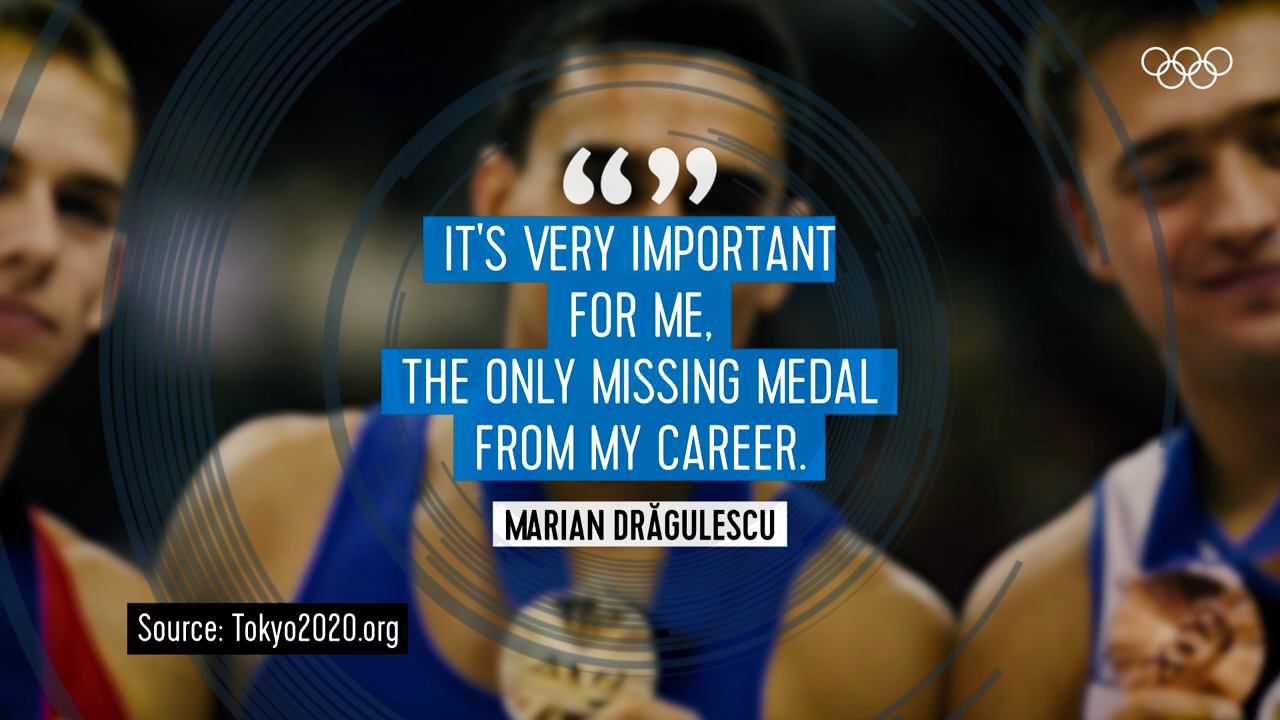 “ ”
IT'S VERY IMPORTANT
FOR ME,
THE ONLY MISSING MEDAL
FROM MY CAREER.
MARIAN DRĂGULESCU
Source: Tokyo2020.org